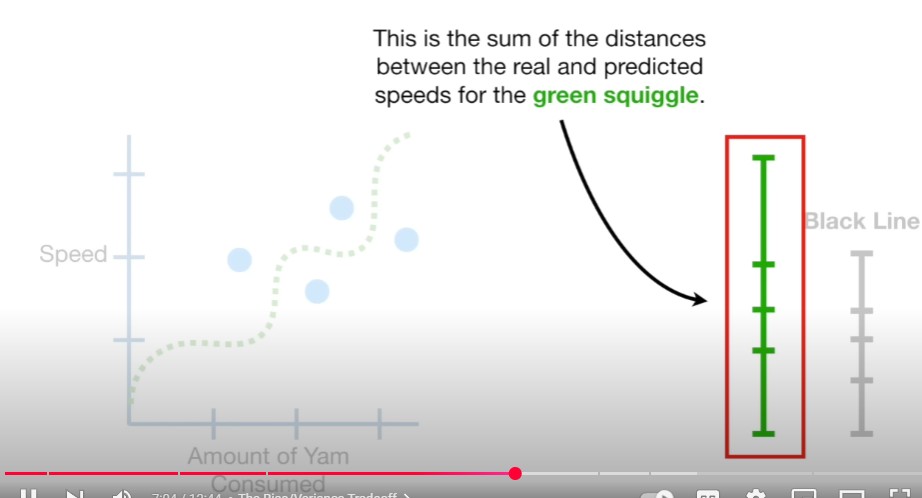 This is the sum of the distances
between the real and predicted
speeds for the green squiggle.
Black Line
Speed
Amount of Yam
Consumed
7:04 / 12:44 • The Bias/Variance Tradeoff